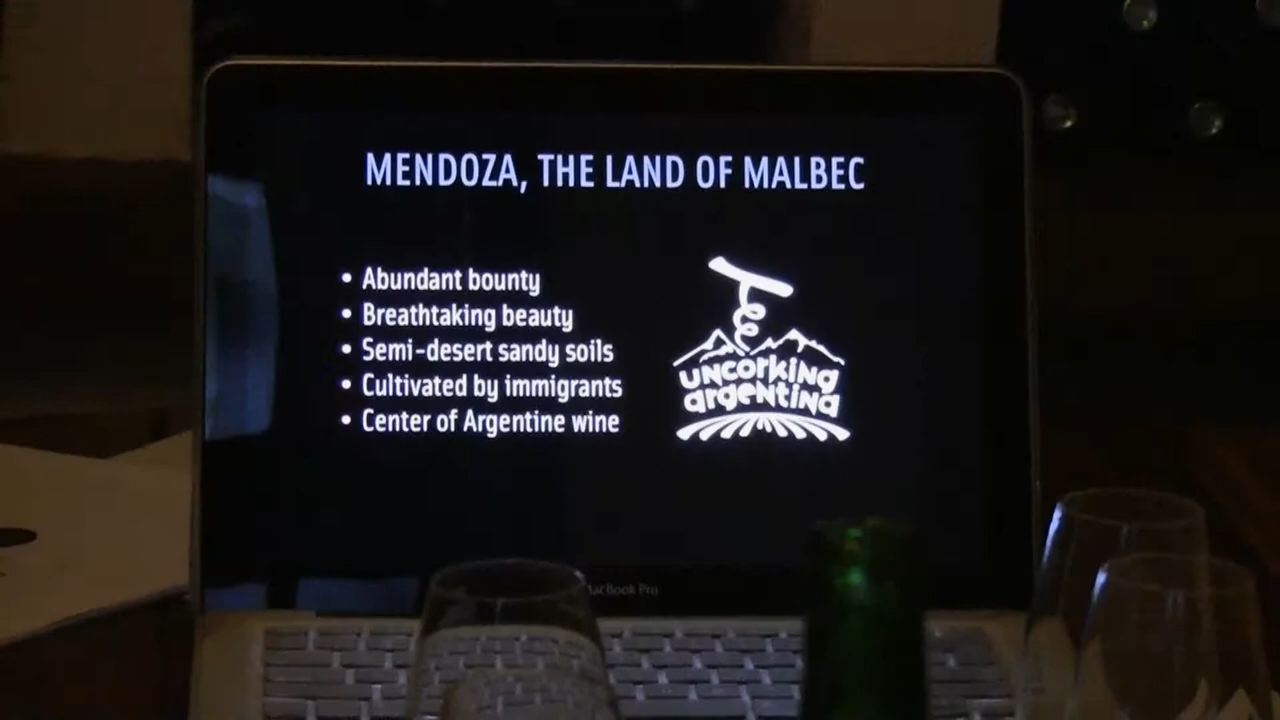 MENDOZA, THE LAND OF MALBEC
• Abundant bounty
• Breathtaking beauty
• Semi-desert sandy soils
• Cultivated by immigrants
• Center of Argentine wine
uncorking
argentina
MacBook Pro